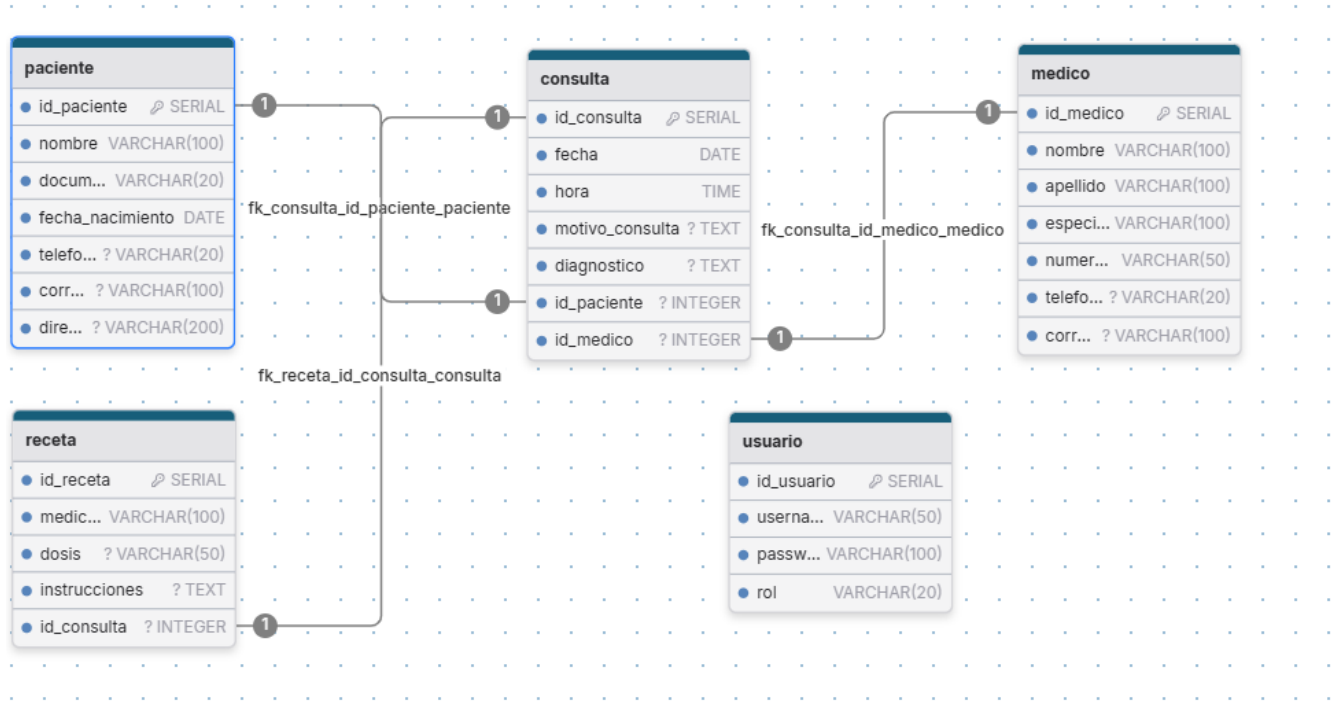 paciente
id_paciente SERIAL
nombre VARCHAR(100)
docum... VARCHAR(20)
fecha_nacimiento DATE
telefo... ? VARCHAR(20)
corr... ? VARCHAR(100)
dire... ? VARCHAR(200)
1
fk_consulta_id_paciente_paciente
1
1
consulta
id_consulta SERIAL
fecha DATE
hora TIME
motivo_consulta ? TEXT
diagnostico ? TEXT
id_paciente ? INTEGER
id_medico ? INTEGER
1
fk_consulta_id_medico_medico
1
medico
id_medico SERIAL
nombre VARCHAR(100)
apellido VARCHAR(100)
especi... VARCHAR(100)
numer... VARCHAR(50)
telefo... ? VARCHAR(20)
corr... ? VARCHAR(100)
fk_receta_id_consulta_consulta
receta
id_receta SERIAL
medic... VARCHAR(100)
dosis ? VARCHAR(50)
instrucciones ? TEXT
id_consulta ? INTEGER
1
usuario
id_usuario SERIAL
userna... VARCHAR(50)
passw... VARCHAR(100)
rol VARCHAR(20)